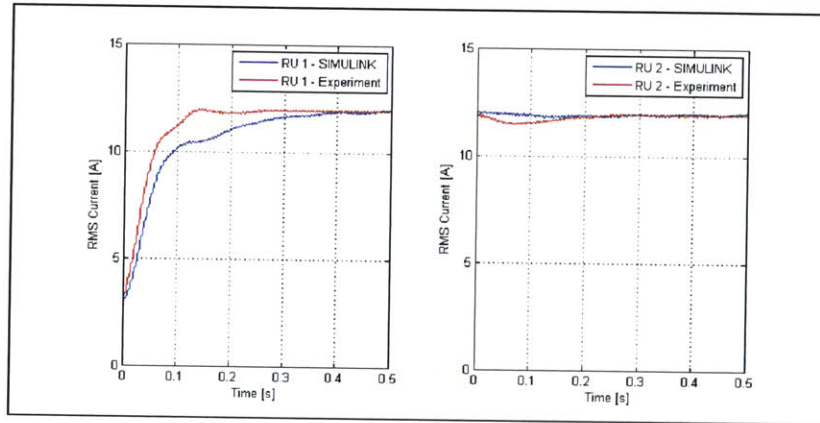 15
10
5
0
RMS Current [A]
RU 1 - SIMULINK
RU 1 - Experiment
0 0.1 0.2 0.3 0.4 0.5
Time [s]
15
10
5
0
RMS Current [A]
RU 2 - SIMULINK
RU 2 - Experiment
0 0.1 0.2 0.3 0.4 0.5
Time [s]